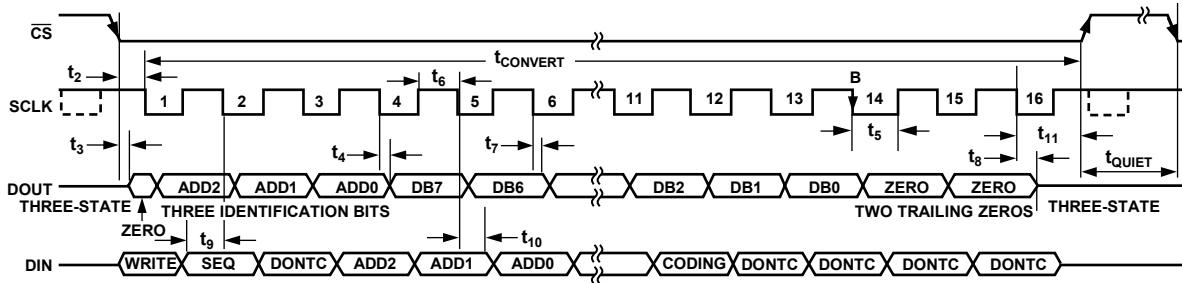 CS
tCONVERT
t2
t6
B
SCLK
1 2 3 4 5 6 11 12 13 14 15 16
t3
t4
t7
t5
t11
t8
tQUIET
DOUT
ADD2 ADD1 ADD0 DB7 DB6 DB2 DB1 DB0 ZERO ZERO
THREE-STATE
THREE IDENTIFICATION BITS
TWO TRAILING ZEROS
THREE-STATE
ZERO
t9
t10
DIN
WRITE SEQ DONTC ADD2 ADD1 ADD0 CODING DONTC DONTC DONTC DONTC